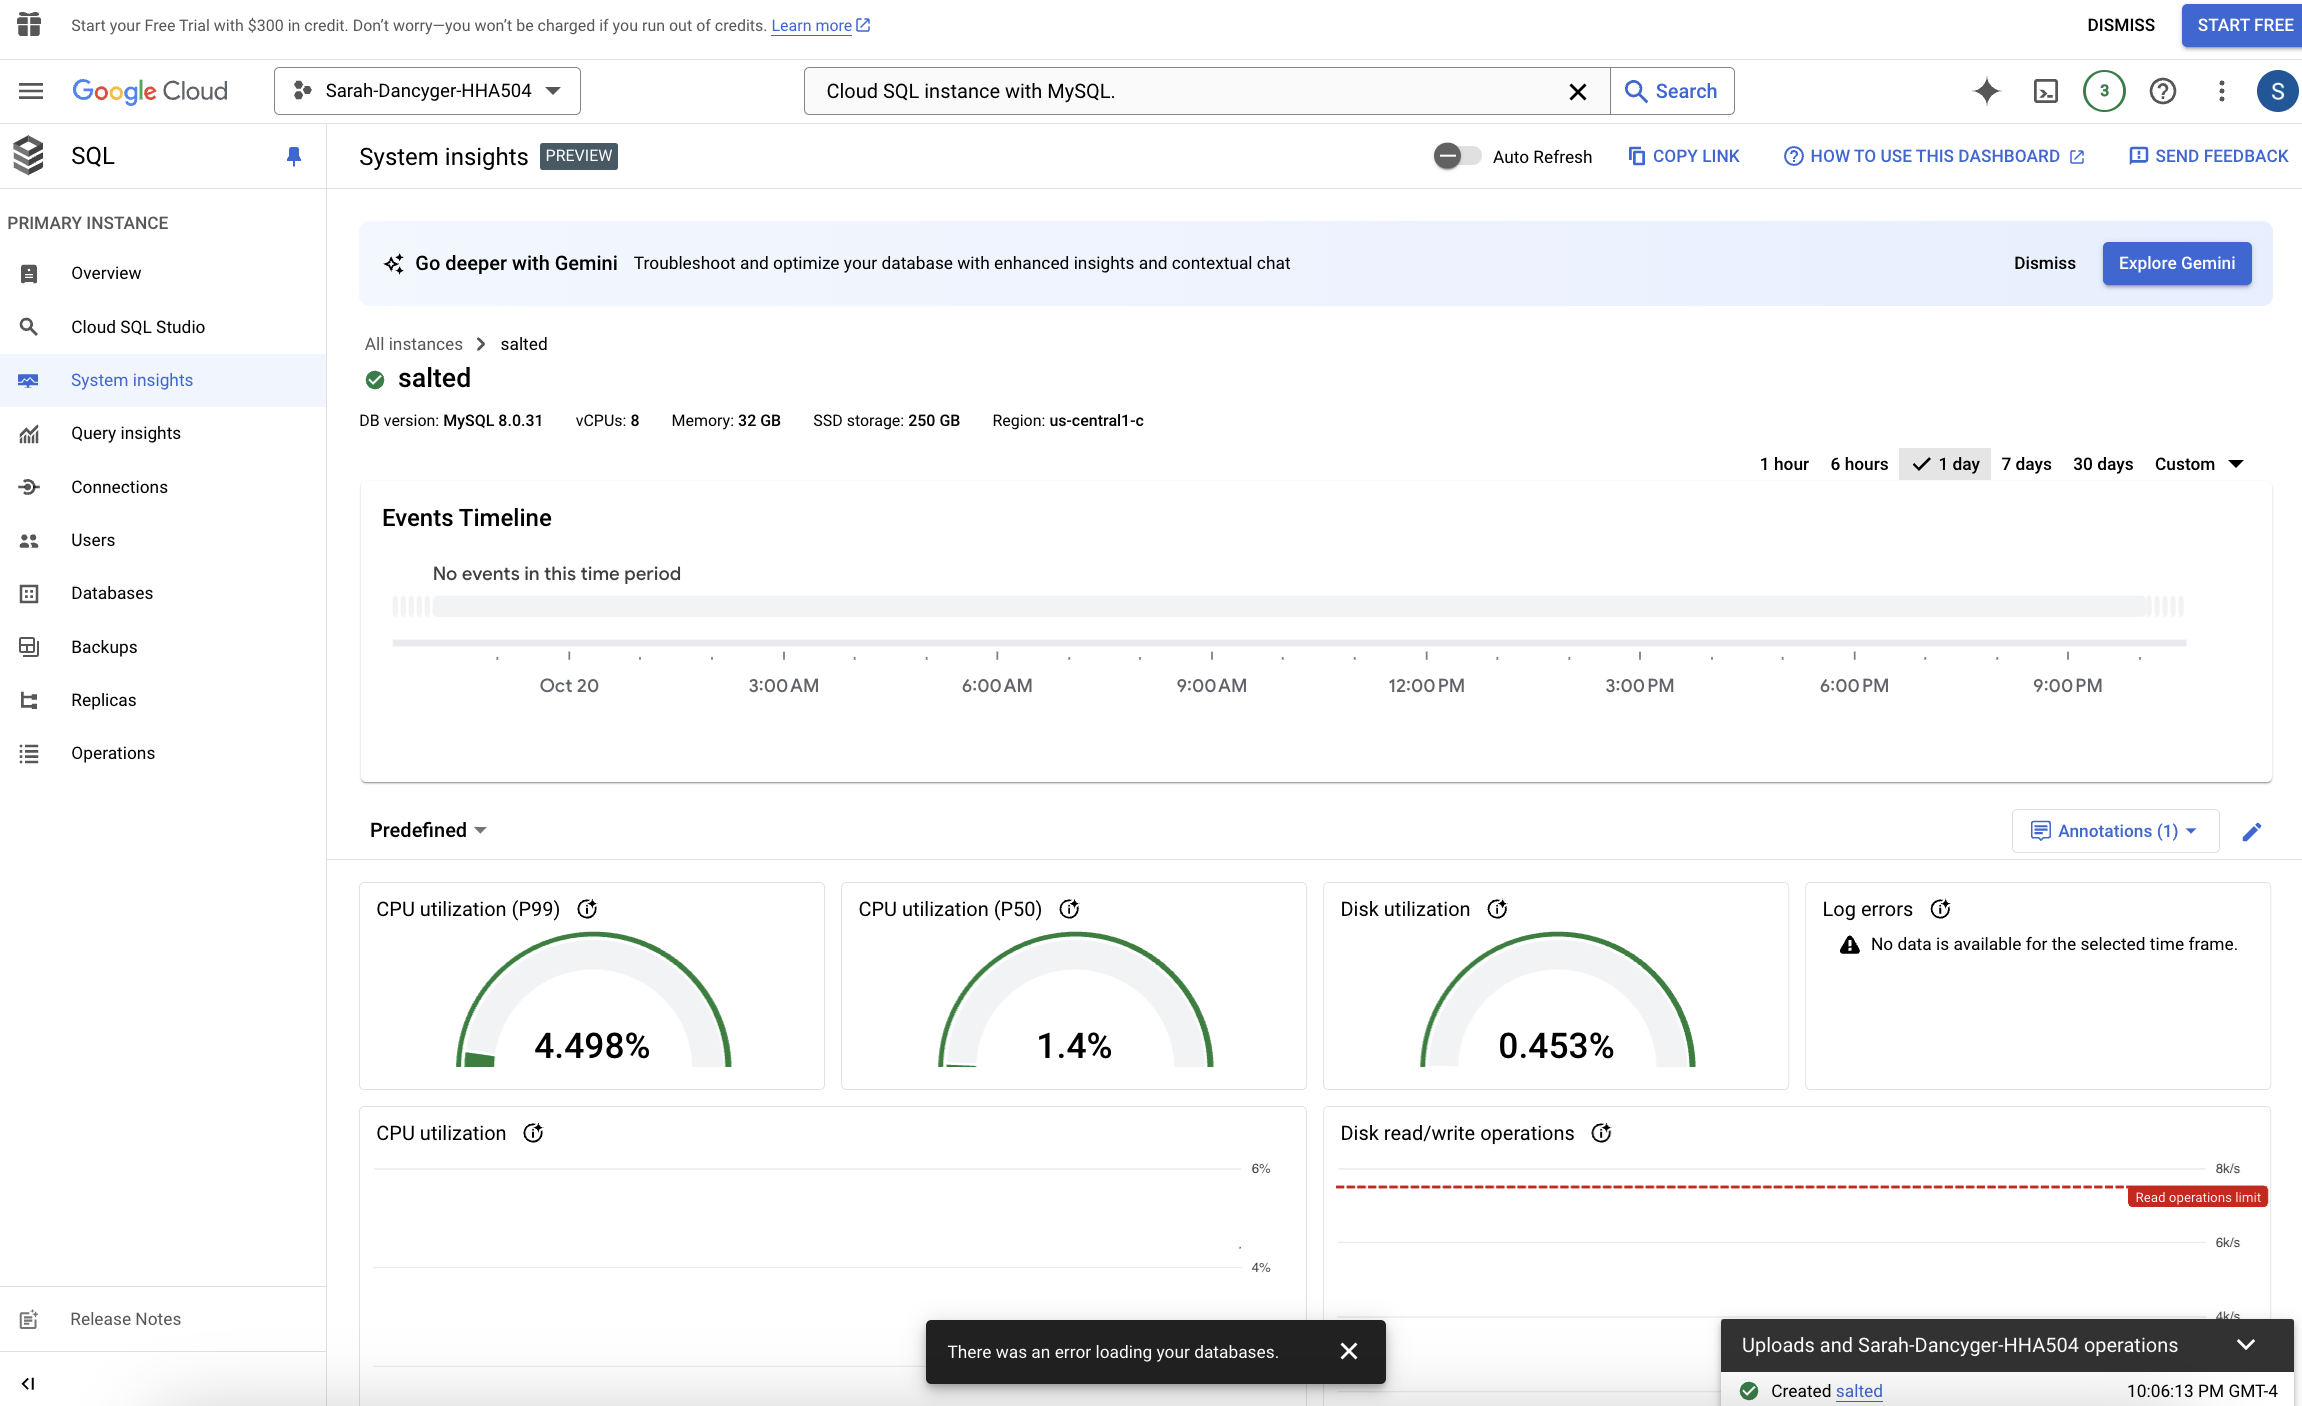 Start your Free Trial with $300 in credit. Don't worry—you won't be charged if you run out of credits. Learn more
DISMISS
START FREE
Google Cloud
Sarah-Dancyger-HHA504
Cloud SQL instance with MySQL.
Search
3
S
SQL
System insights
PREVIEW
Auto Refresh
COPY LINK
HOW TO USE THIS DASHBOARD
SEND FEEDBACK
PRIMARY INSTANCE
Overview
Cloud SQL Studio
System insights
Query insights
Connections
Users
Databases
Backups
Replicas
Operations
Release Notes
Go deeper with Gemini
Troubleshoot and optimize your database with enhanced insights and contextual chat
Dismiss
Explore Gemini
All instances
salted
salted
DB version: MySQL 8.0.31
vCPUs: 8
Memory: 32 GB
SSD storage: 250 GB
Region: us-central1-c
1 hour
6 hours
1 day
7 days
30 days
Custom
Events Timeline
No events in this time period
Oct 20
3:00 AM
6:00 AM
9:00 AM
12:00 PM
3:00 PM
6:00 PM
9:00 PM
Predefined
Annotations (1)
CPU utilization (P99)
4.498%
CPU utilization (P50)
1.4%
Disk utilization
0.453%
Log errors
No data is available for the selected time frame.
CPU utilization
6%
4%
Disk read/write operations
8k/s
Read operations limit
6k/s
4k/s
There was an error loading your databases.
Uploads and Sarah-Dancyger-HHA504 operations
Created salted
10:06:13 PM GMT-4